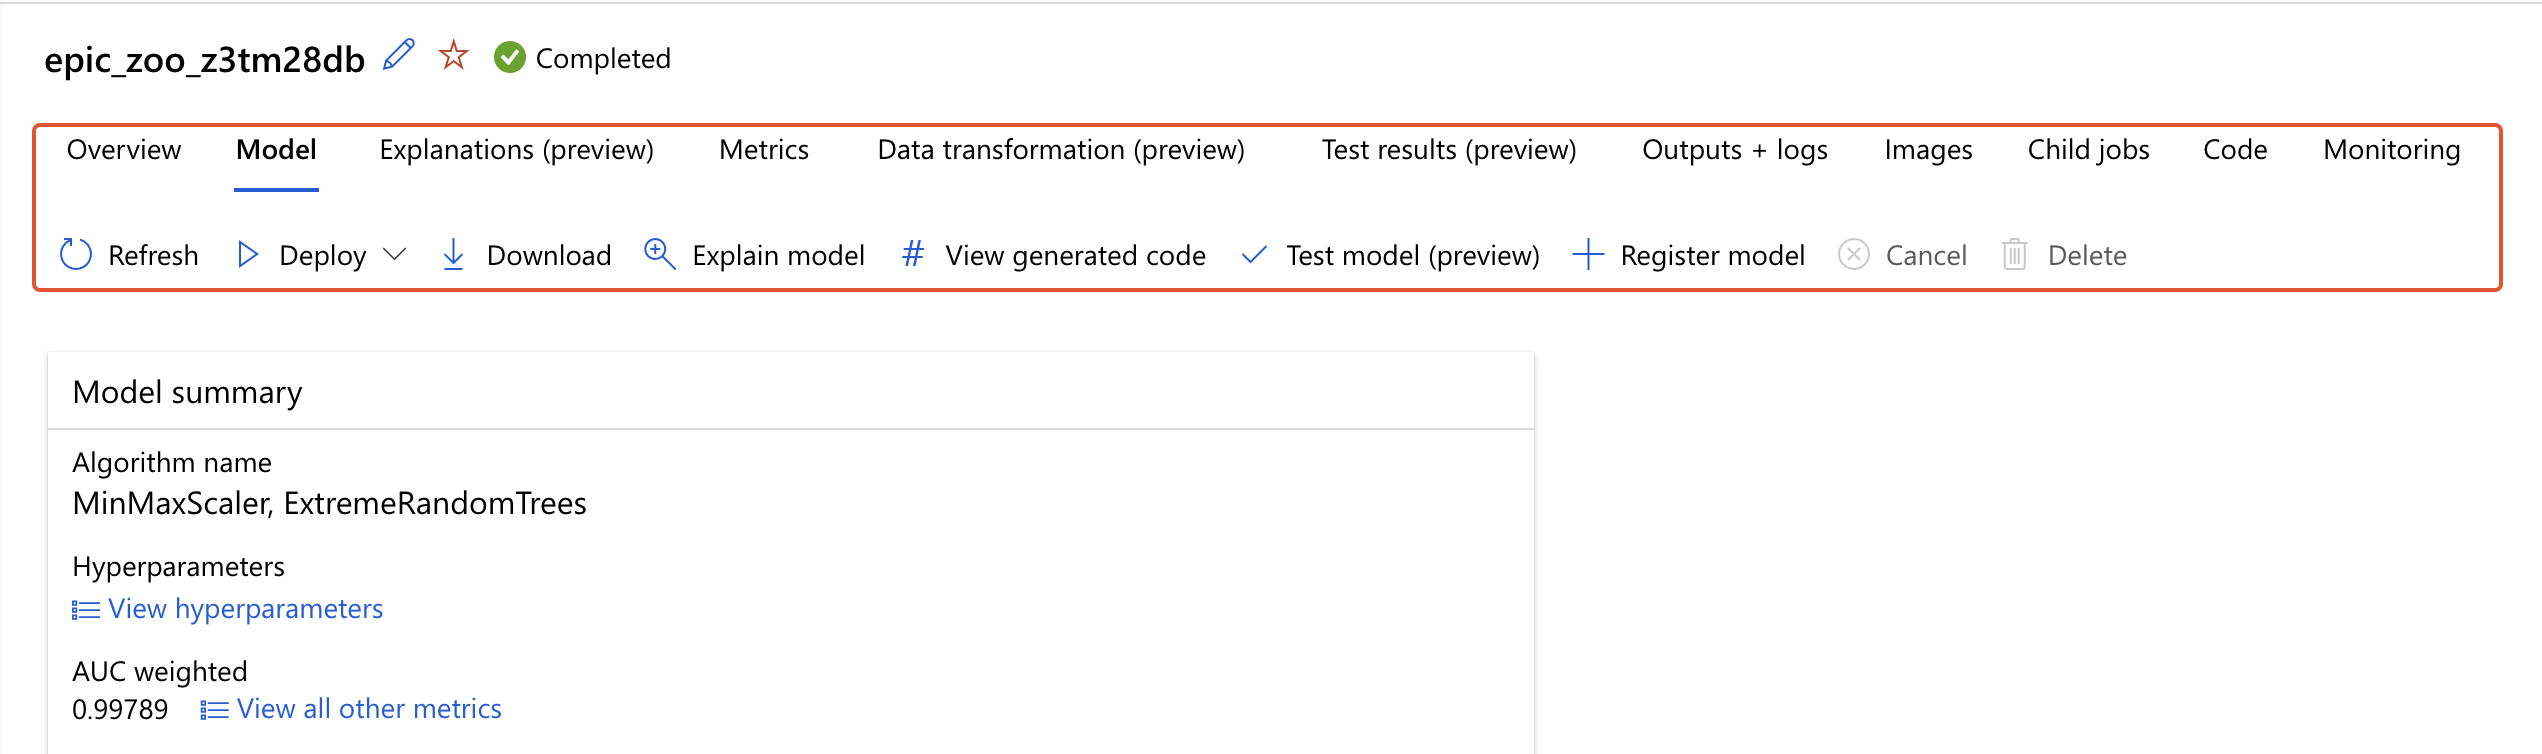 epic_zoo_z3tm28db Completed
Overview Model Explanations (preview) Metrics Data transformation (preview) Test results (preview) Outputs + logs Images Child jobs Code Monitoring
Refresh Deploy Download Explain model # View generated code Test model (preview) Register model Cancel Delete
Model summary
Algorithm name
MinMaxScaler, ExtremeRandomTrees
Hyperparameters
View hyperparameters
AUC weighted
0.99789 View all other metrics